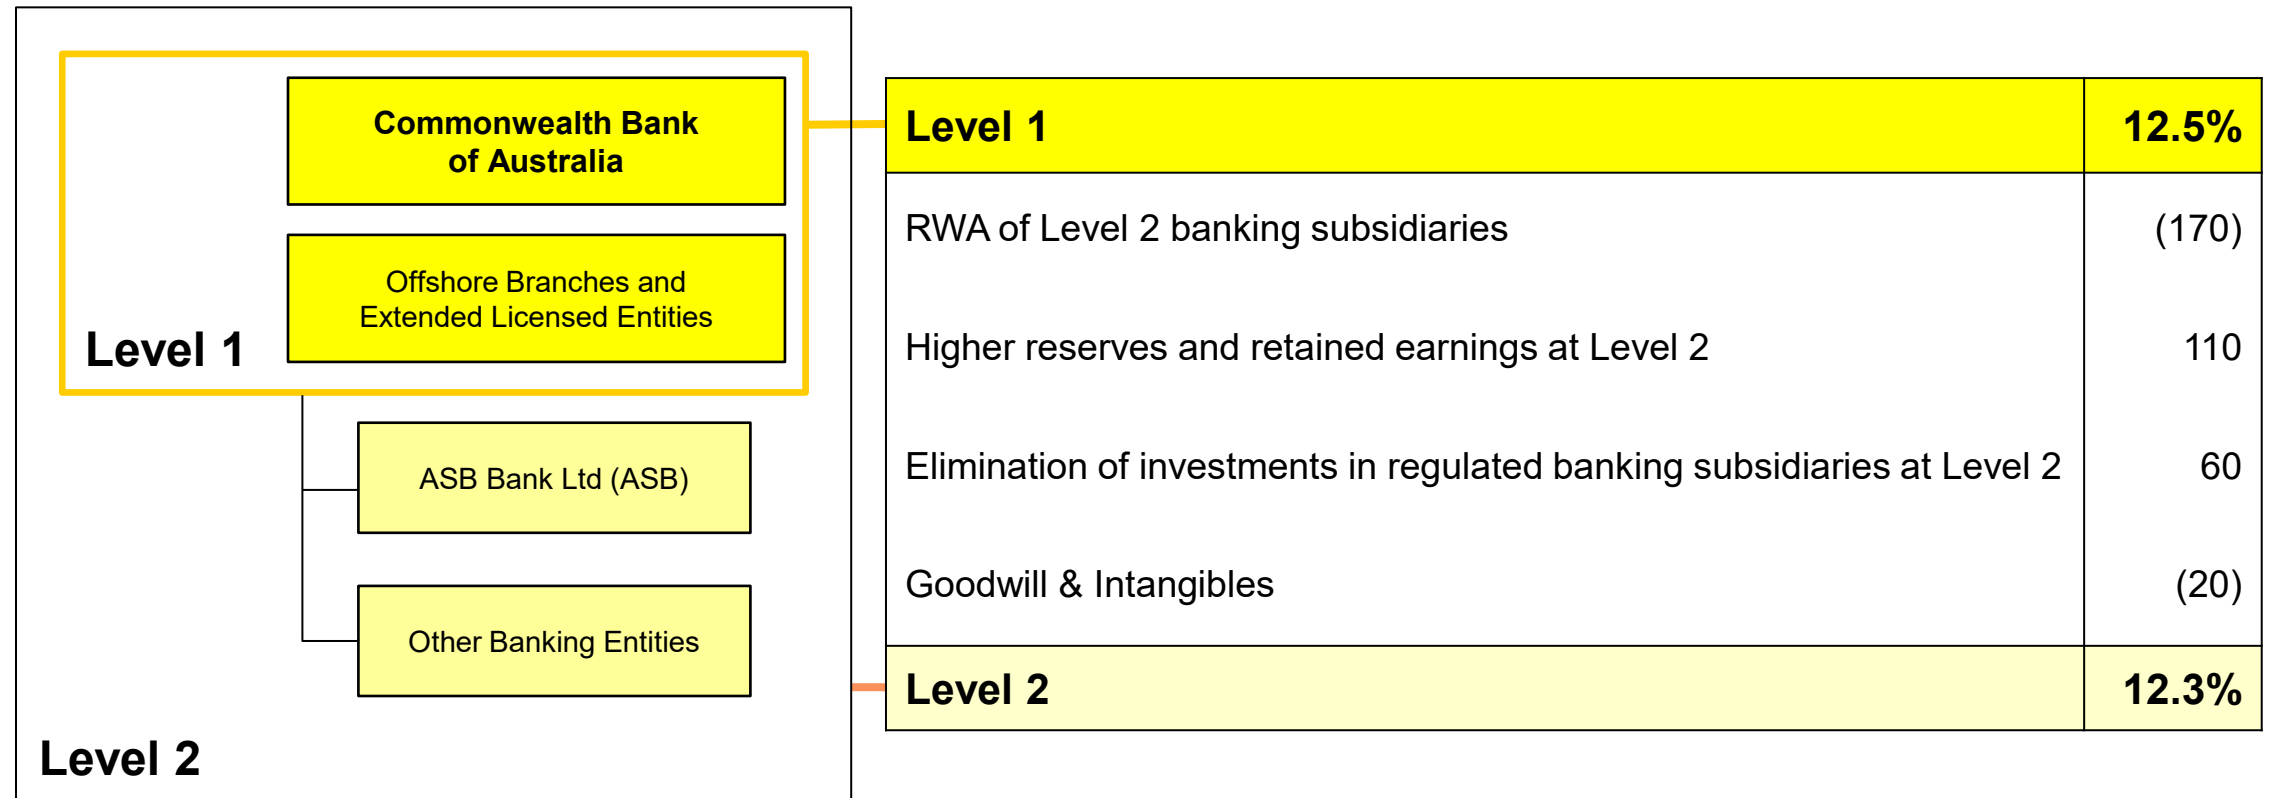 Commonwealth Bank
of Australia
Offshore Branches and
Extended Licensed Entities
Level 1
ASB Bank Ltd (ASB)
Other Banking Entities
Level 2
Level 1 12.5%
RWA of Level 2 banking subsidiaries (170)
Higher reserves and retained earnings at Level 2 110
Elimination of investments in regulated banking subsidiaries at Level 2 60
Goodwill & Intangibles (20)
Level 2 12.3%